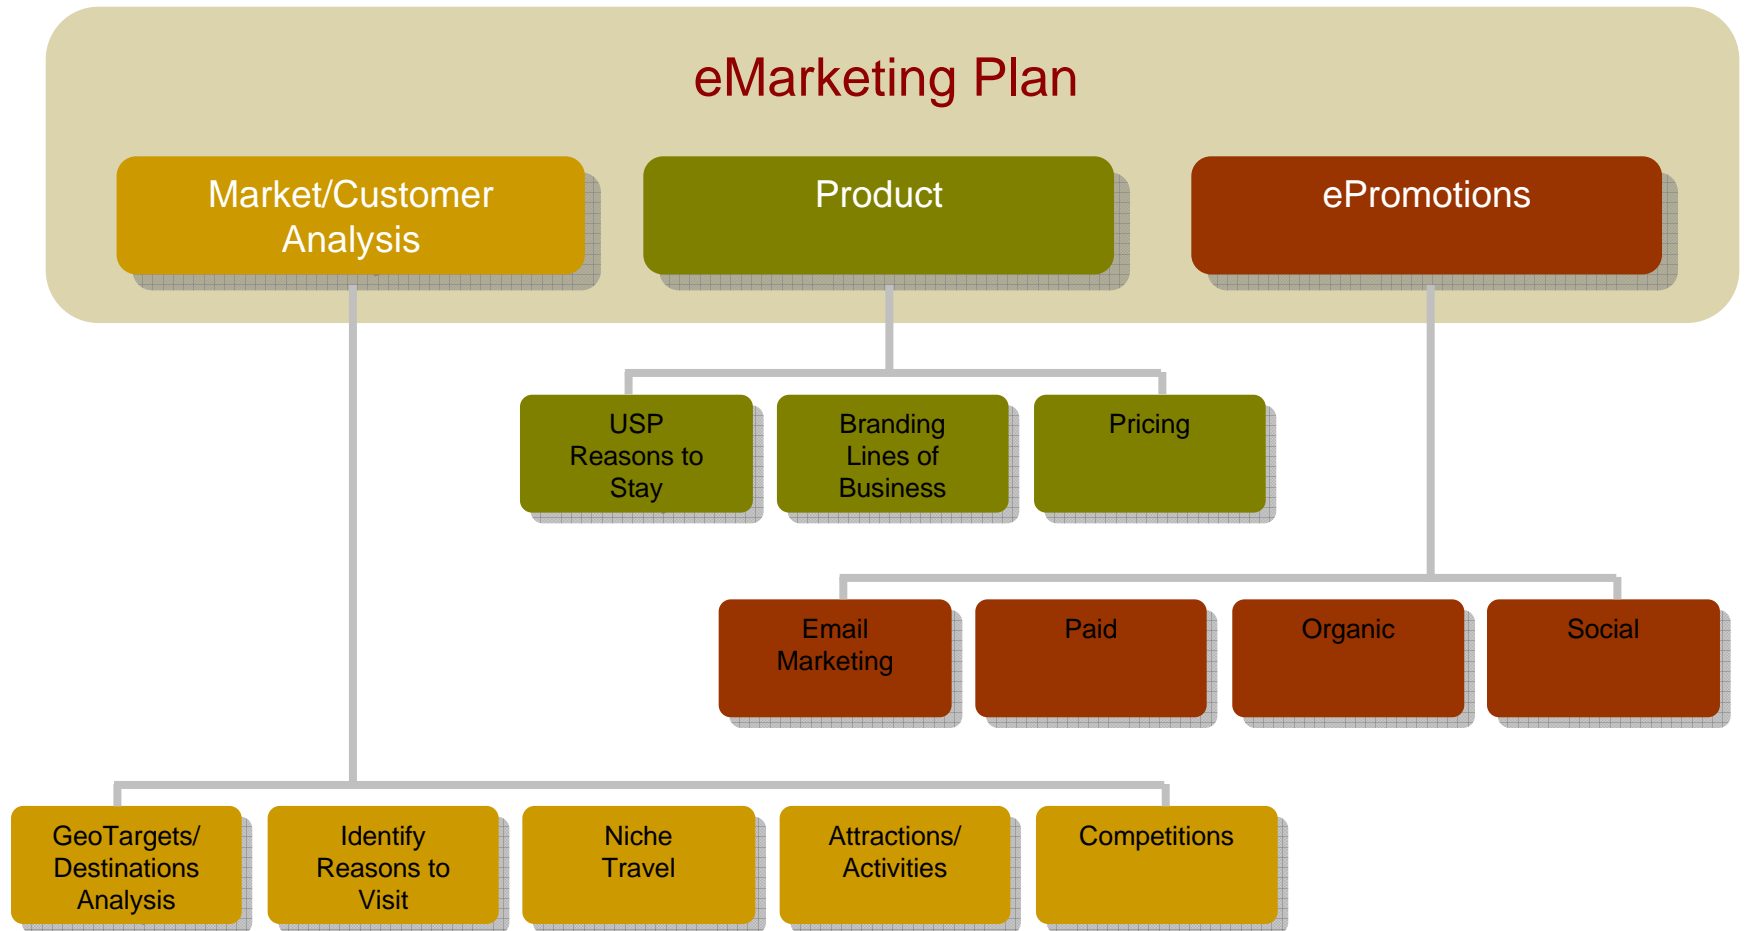 eMarketing Plan
Market/Customer
Analysis
Product
ePromotions
USP
Reasons to
Stay
Branding
Lines of
Business
Pricing
Email
Marketing
Paid
Organic
Social
GeoTargets/
Destinations
Analysis
Identify
Reasons to
Visit
Niche
Travel
Attractions/
Activities
Competitions